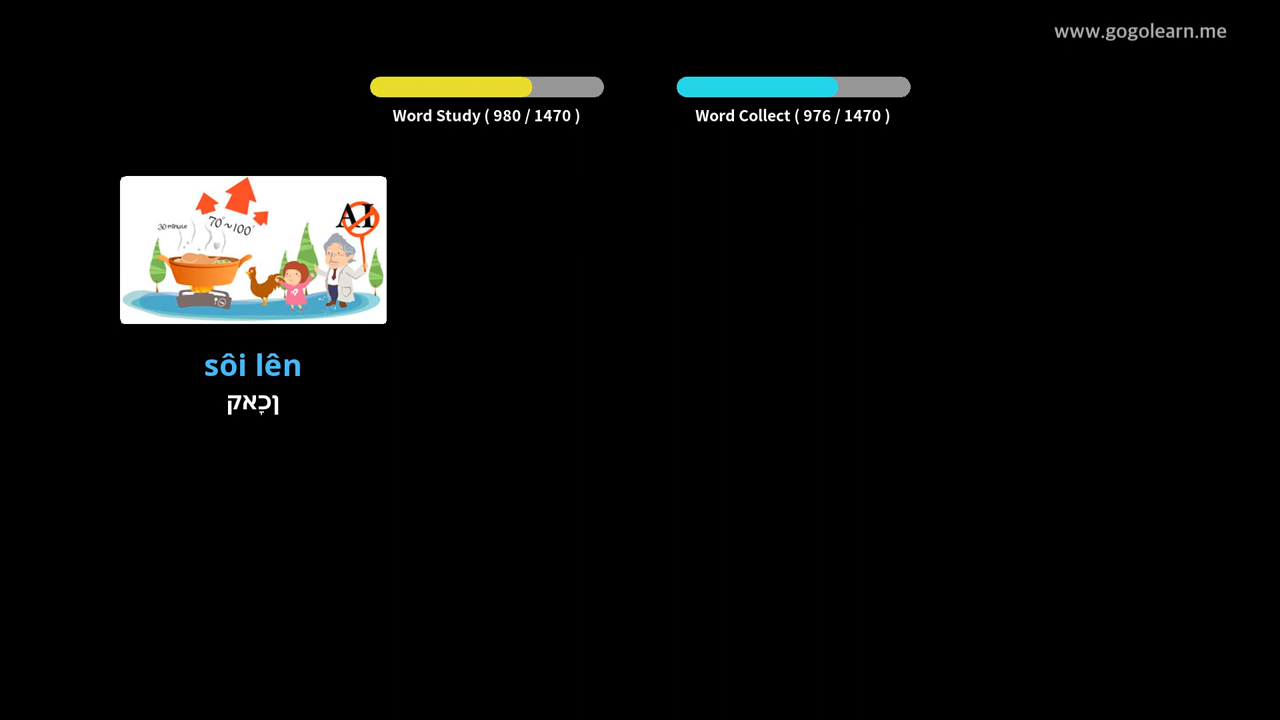 www.gogolearn.me
Word Study ( 980 / 1470 )
Word Collect ( 976 / 1470 )
30 minute
70°~100°
AI
sôi lên
ןכָאק